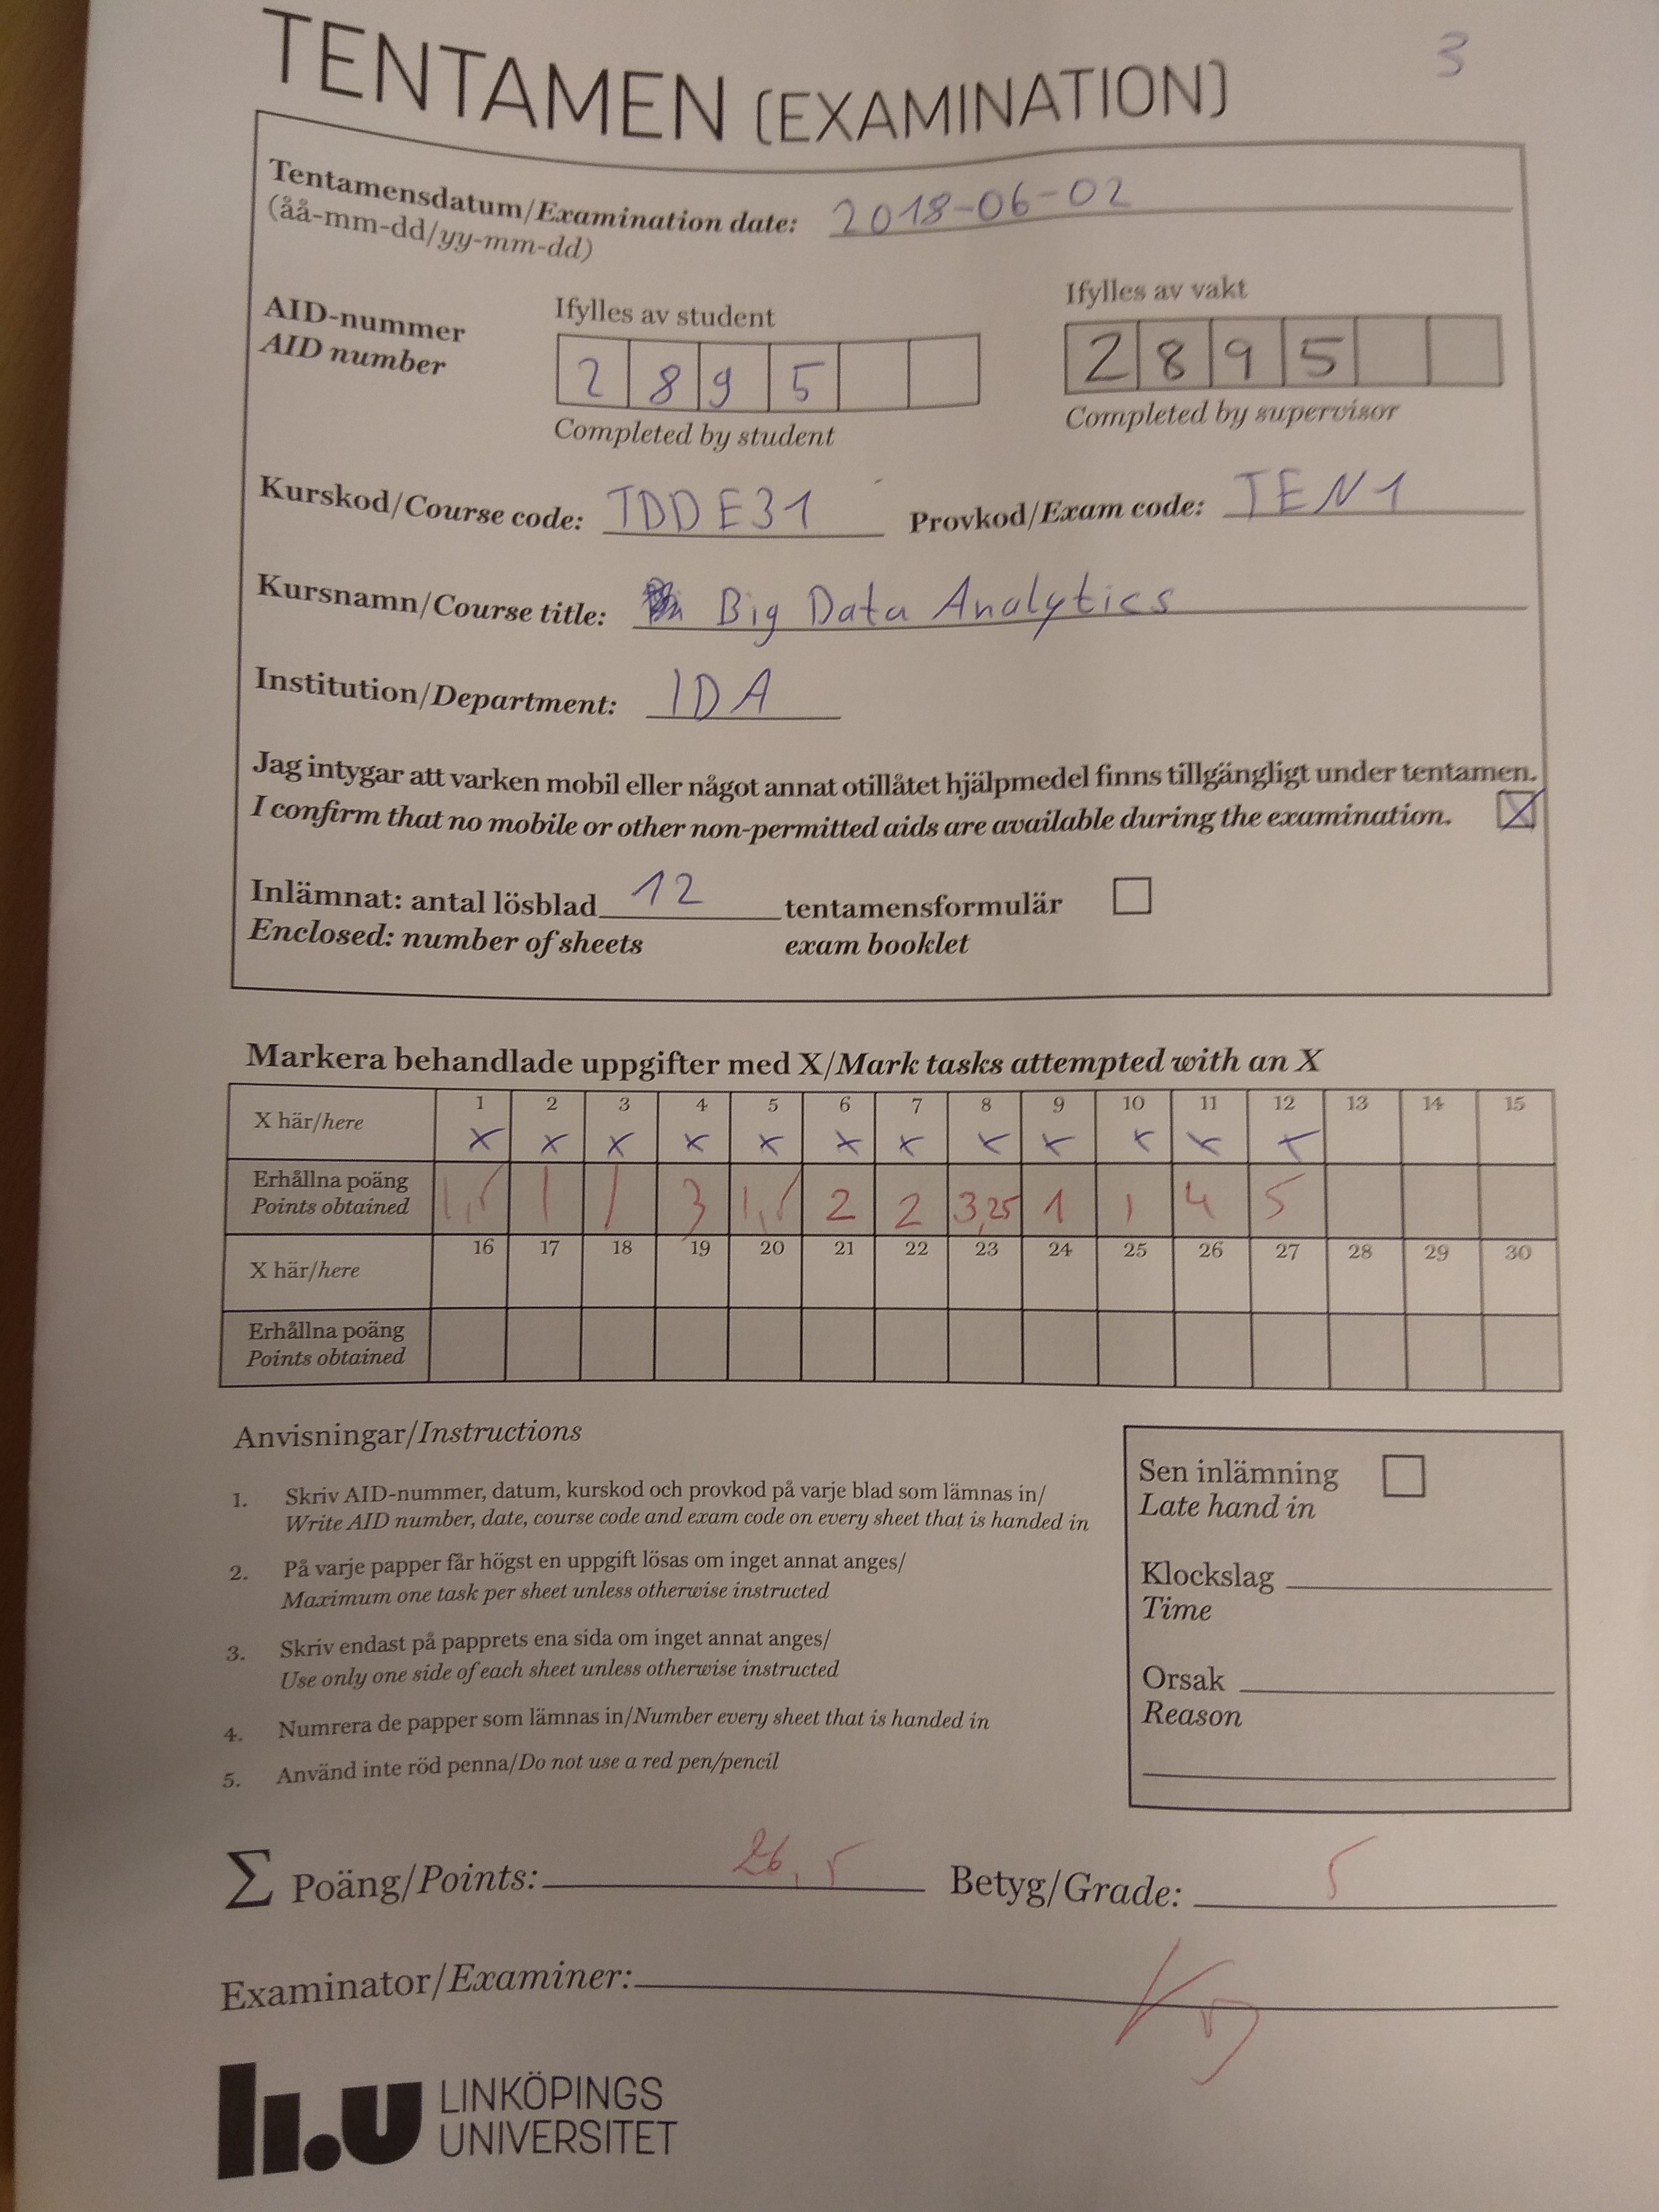 TENTAMEN (EXAMINATION)
3
Tentamensdatum/Examination date: 2018-06-02
(åå-mm-dd/yy-mm-dd)
AID-nummer
AID number
Ifylles av student
2 8 9 5
Completed by student
Ifylles av vakt
2 8 9 5
Completed by supervisor
Kurskod/Course code: TDDE31 Provkod/Exam code: TEN1
Kursnamn/Course title: Big Data Analytics
Institution/Department: IDA
Jag intygar att varken mobil eller något annat otillåtet hjälpmedel finns tillgängligt under tentamen.
I confirm that no mobile or other non-permitted aids are available during the examination. X
Inlämnat: antal lösblad 12 tentamensformulär
Enclosed: number of sheets exam booklet
Markera behandlade uppgifter med X/Mark tasks attempted with an X
1 2 3 4 5 6 7 8 9 10 11 12 13 14 15
X här/here X X X X X X X X X X X X
Erhållna poäng
Points obtained 1,5 1 1 3 1,5 2 2 3,25 1 1 4 5
16 17 18 19 20 21 22 23 24 25 26 27 28 29 30
X här/here
Erhållna poäng
Points obtained
Anvisningar/Instructions
1. Skriv AID-nummer, datum, kurskod och provkod på varje blad som lämnas in/
Write AID number, date, course code and exam code on every sheet that is handed in
2. På varje papper får högst en uppgift lösas om inget annat anges/
Maximum one task per sheet unless otherwise instructed
3. Skriv endast på papprets ena sida om inget annat anges/
Use only one side of each sheet unless otherwise instructed
4. Numrera de papper som lämnas in/Number every sheet that is handed in
5. Använd inte röd penna/Do not use a red pen/pencil
Sen inlämning
Late hand in
Klockslag
Time
Orsak
Reason
Σ Poäng/Points: 26,5 Betyg/Grade: 5
Examinator/Examiner:
li.u LINKÖPINGS
UNIVERSITET